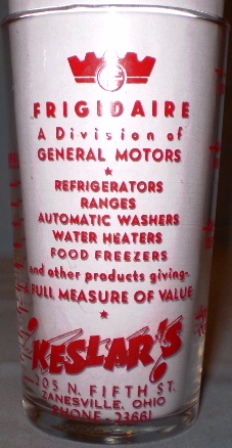 FRIGIDAIRE
A Division of
GENERAL MOTORS
REFRIGERATORS
RANGES
AUTOMATIC WASHERS
WATER HEATERS
FOOD FREEZERS
and other products giving-
FULL MEASURE OF VALUE
KESLAR'S
205 N. FIFTH ST.
ZANESVILLE, OHIO
PHONE - 23661